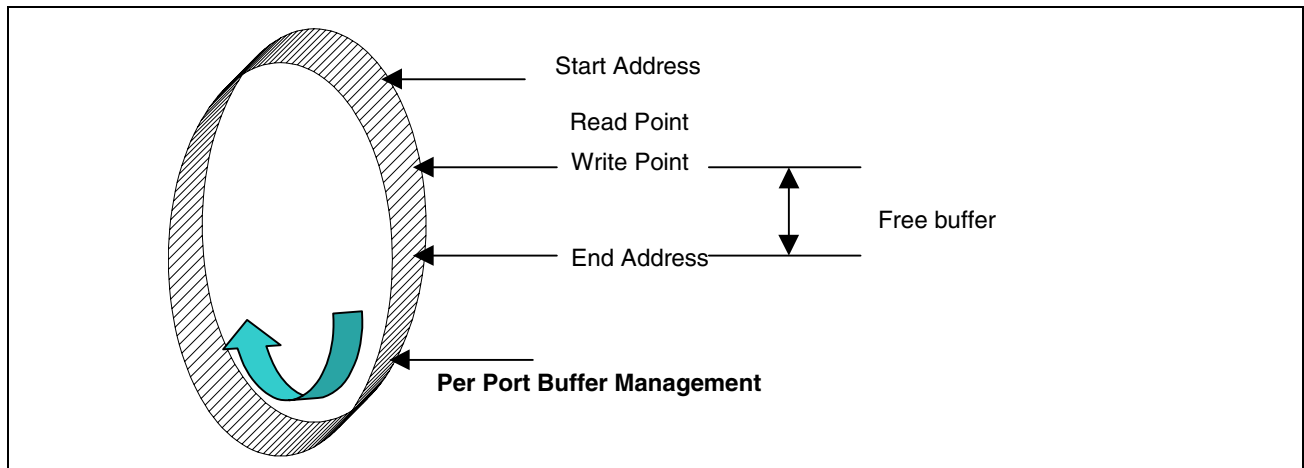 Start Address
Read Point
Write Point
Free buffer
End Address
Per Port Buffer Management